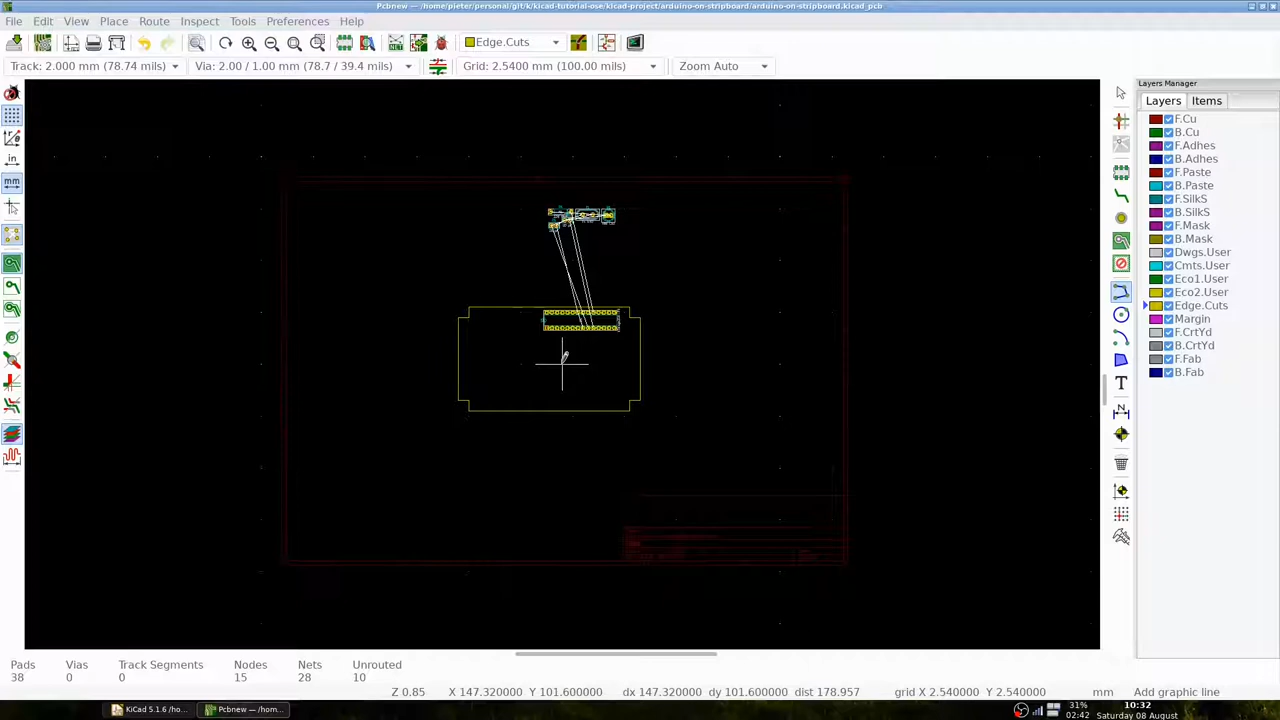 Pcbnew — /home/pieter/personal/git/k/kicad-tutorial-ose/kicad-project/arduino-on-stripboard/arduino-on-stripboard.kicad_pcb
File Edit View Place Route Inspect Tools Preferences Help
Edge.Cuts
Track: 2.000 mm (78.74 mils) Via: 2.00 / 1.00 mm (78.7 / 39.4 mils) Grid: 2.5400 mm (100.00 mils) Zoom Auto
Layers Manager
Layers Items
F.Cu
B.Cu
F.Adhes
B.Adhes
F.Paste
B.Paste
F.SilkS
B.SilkS
F.Mask
B.Mask
Dwgs.User
Cmts.User
Eco1.User
Eco2.User
Edge.Cuts
Margin
F.CrtYd
B.CrtYd
F.Fab
B.Fab
in
mm
Pads Vias Track Segments Nodes Nets Unrouted
38 0 0 15 28 10
Z 0.85 X 147.320000 Y 101.600000 dx 147.320000 dy 101.600000 dist 178.957 grid X 2.540000 Y 2.540000 mm Add graphic line
KiCad 5.1.6 /ho... Pcbnew — /hom... 31% 10:32
02:42 Saturday 08 August